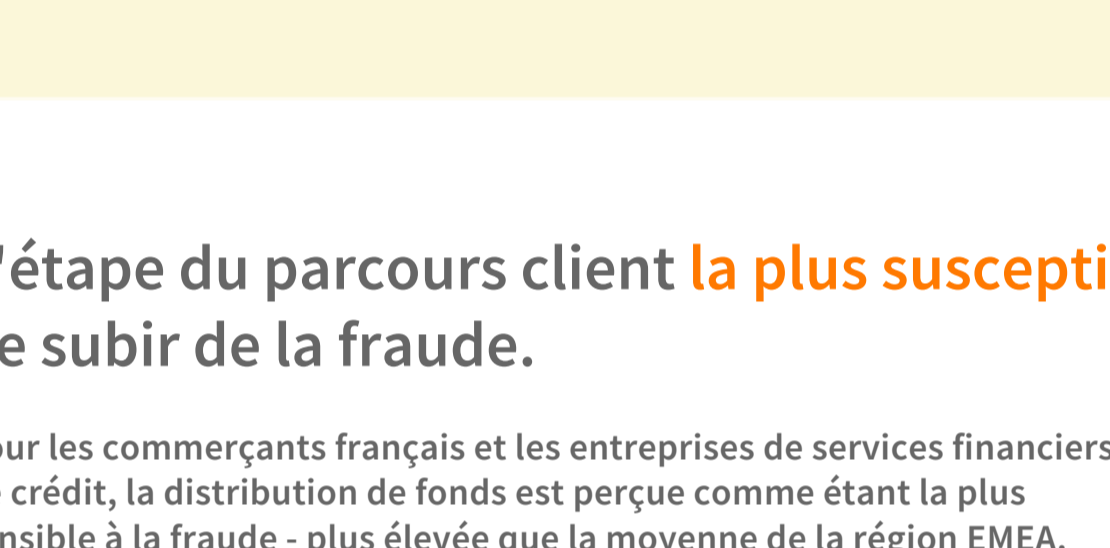 'étape du parcours client la plus suscepti
e subir de la fraude.
our les commerçants français et les entreprises de services financiers
crédit, la distribution de fonds est perçue comme étant la plus
nsible à la fraude - plus élevée que la moyenne de la région EMEA.